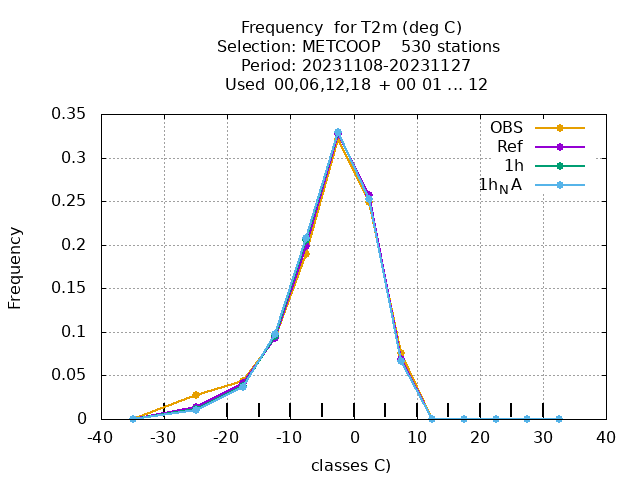 Frequency  for T2m (deg C)
Selection: METCOOP    530 stations
Period: 20231108-20231127
Used  00,06,12,18 + 00 01 ... 12
OBS
Ref
1h
1h_NA
Frequency
0.35
0.3
0.25
0.2
0.15
0.1
0.05
0
-40 -30 -20 -10 0 10 20 30 40
classes C)